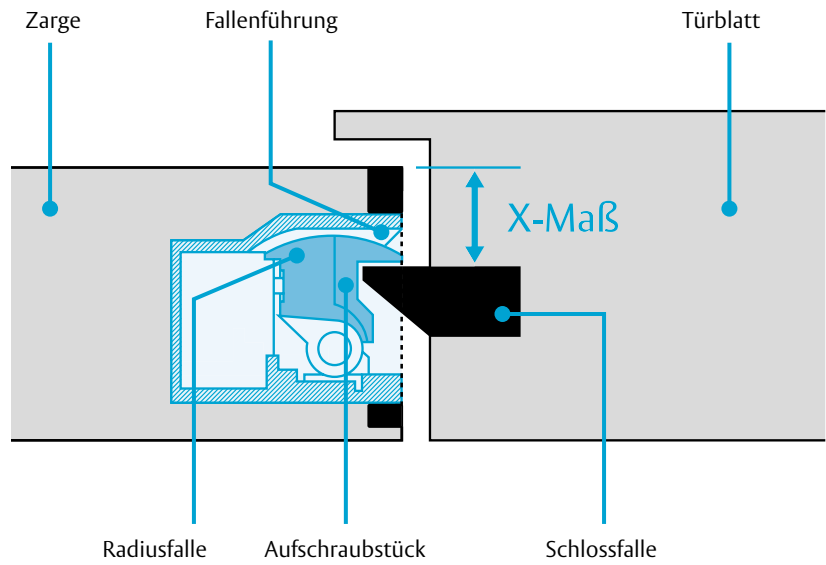 Zarge
Fallenführung
Türblatt
X-Maß
Radiusfalle
Aufschraubstück
Schlossfalle